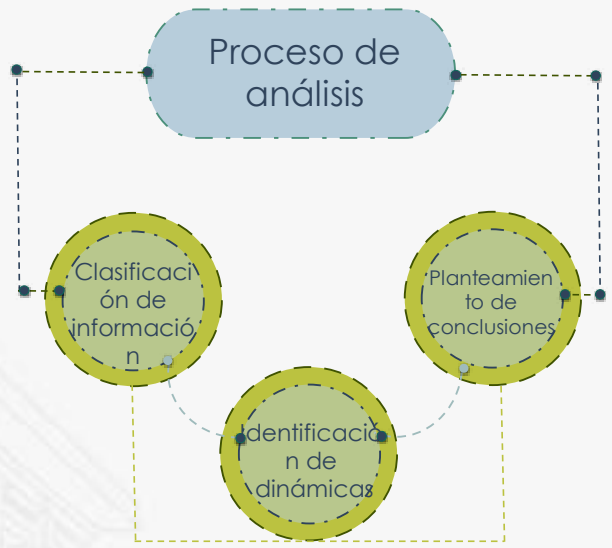 Proceso de
análisis
Clasificaci
ón de
informació
n
Planteamien
to de
conclusiones
Identificació
n de
dinámicas